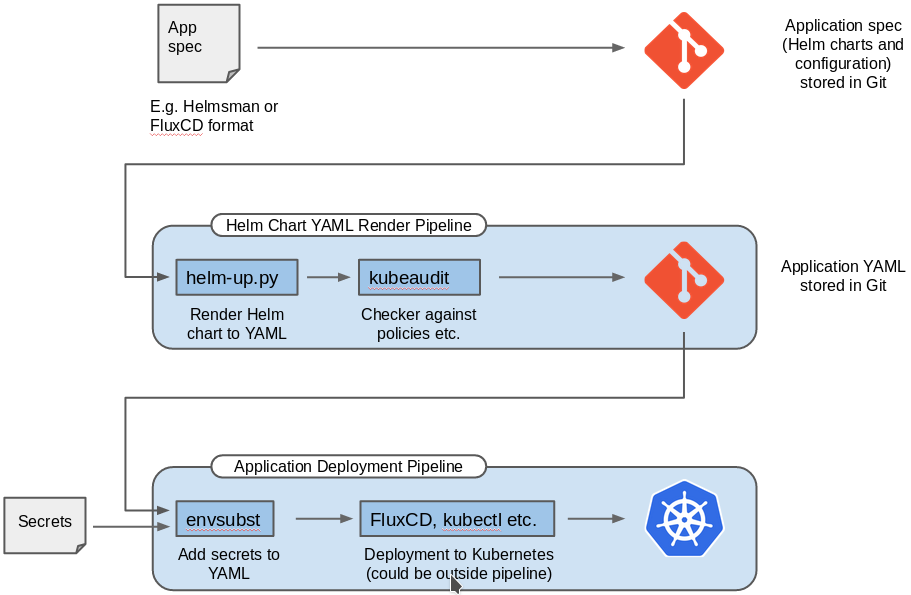 App
spec
E.g. Helmsman or
FluxCD format
Application spec
(Helm charts and
configuration)
stored in Git
Helm Chart YAML Render Pipeline
helm-up.py
kubeaudit
Render Helm
chart to YAML
Checker against
policies etc.
Application YAML
stored in Git
Application Deployment Pipeline
Secrets
envsubst
FluxCD, kubectl etc.
Add secrets to
YAML
Deployment to Kubernetes
(could be outside pipeline)